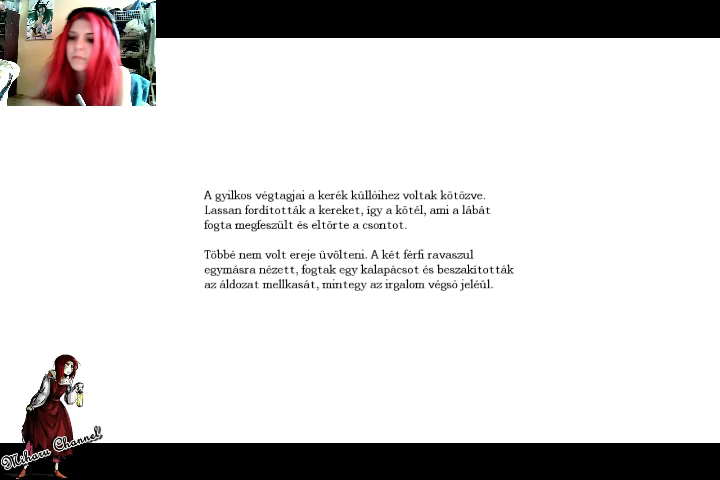 A gyilkos végtagjai a kerék küllőihez voltak kötözve.
Lassan fordították a kereket, így a kötél, ami a lábát
fogta megfeszült és eltörte a csontot.
Többé nem volt ereje üvölteni. A két férfi ravaszul
egymásra nézett, fogtak egy kalapácsot és beszakították
az áldozat mellkasát, mintegy az irgalom végső jeléül.
Miharu Channel